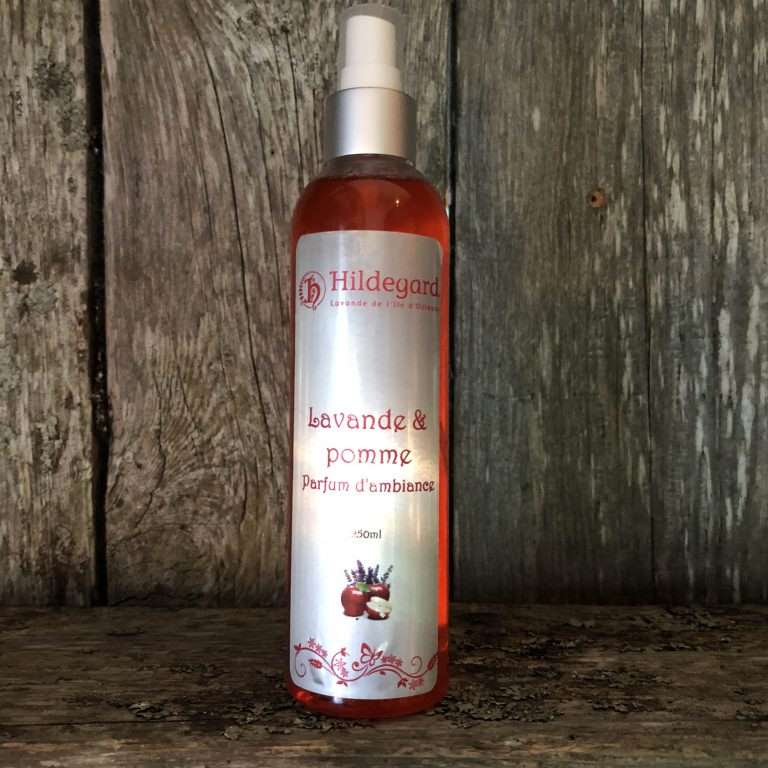 Hildegard
Lavande de l'Île d'Orléans
Lavande &
pomme
Parfum d'ambiance
250ml